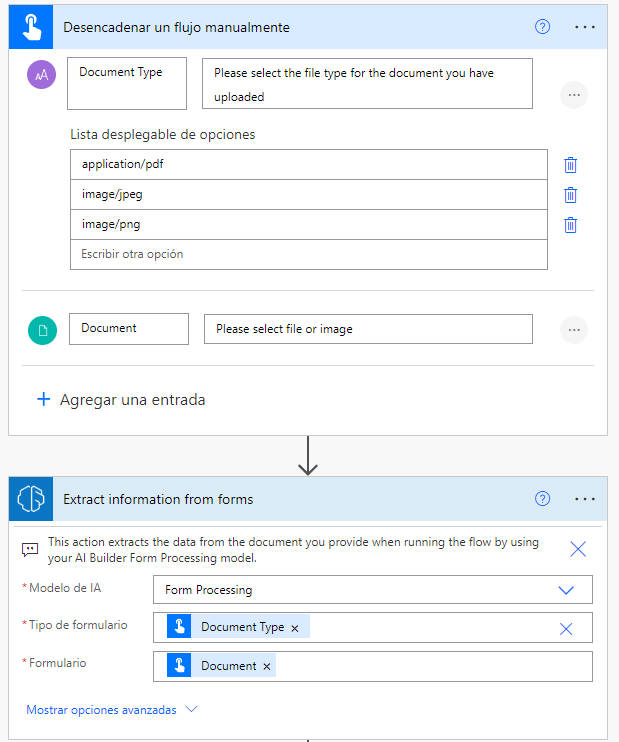 Desencadenar un flujo manualmente
Document Type
Please select the file type for the document you have
uploaded
Lista desplegable de opciones
application/pdf
image/jpeg
image/png
Escribir otra opción
Document
Please select file or image
Agregar una entrada
Extract information from forms
This action extracts the data from the document you provide when running the flow by using
your AI Builder Form Processing model.
*Modelo de IA
Form Processing
*Tipo de formulario
Document Type
*Formulario
Document
Mostrar opciones avanzadas